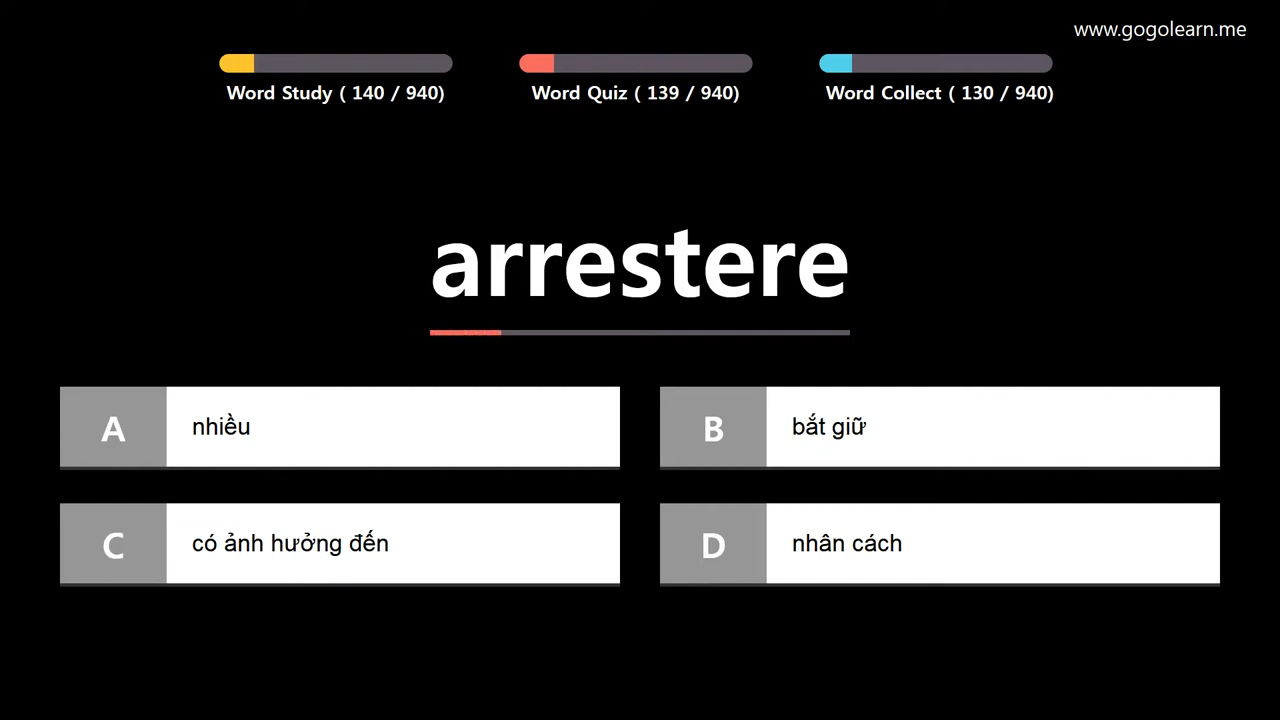 www.gogolearn.me
Word Study ( 140 / 940)
Word Quiz ( 139 / 940)
Word Collect ( 130 / 940)
arrestere
A nhiều
B bắt giữ
C có ảnh hưởng đến
D nhân cách